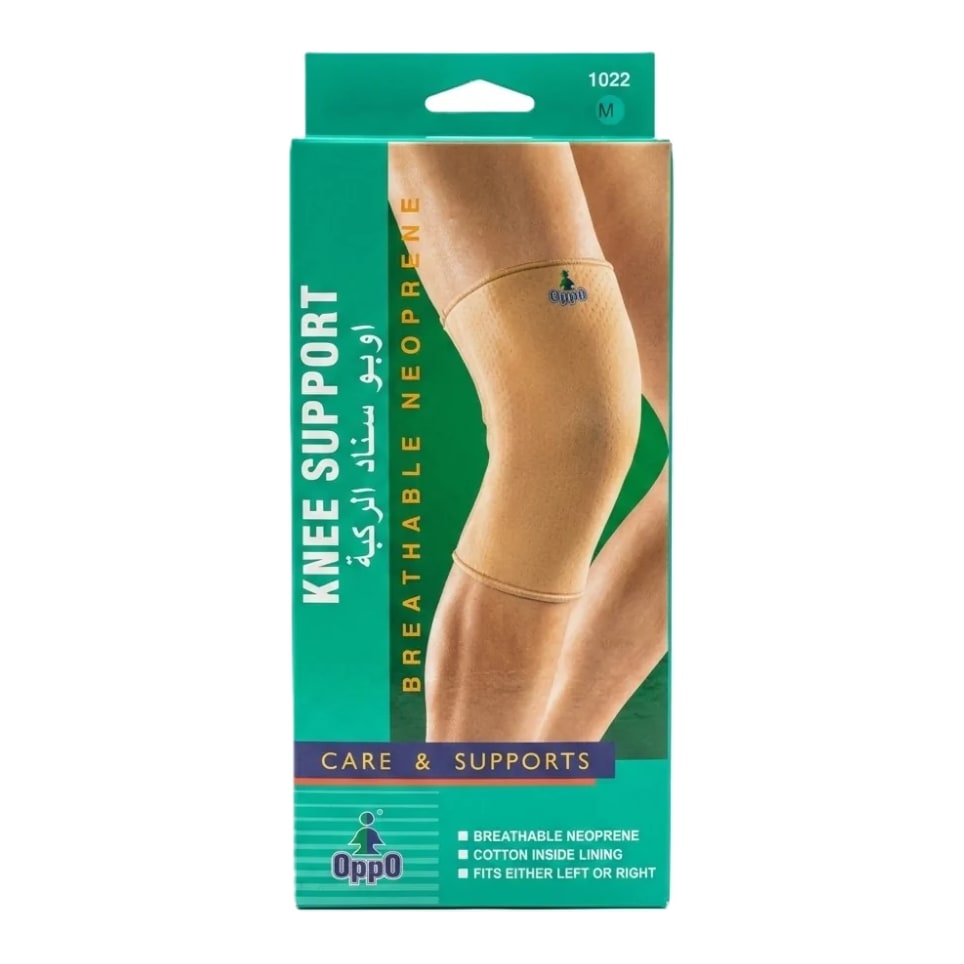 1022
M
KNEE SUPPORT
اوبو سناد الركبة
BREATHABLE NEOPRENE
Oppo
CARE & SUPPORTS
OppO®
BREATHABLE NEOPRENE
COTTON INSIDE LINING
FITS EITHER LEFT OR RIGHT